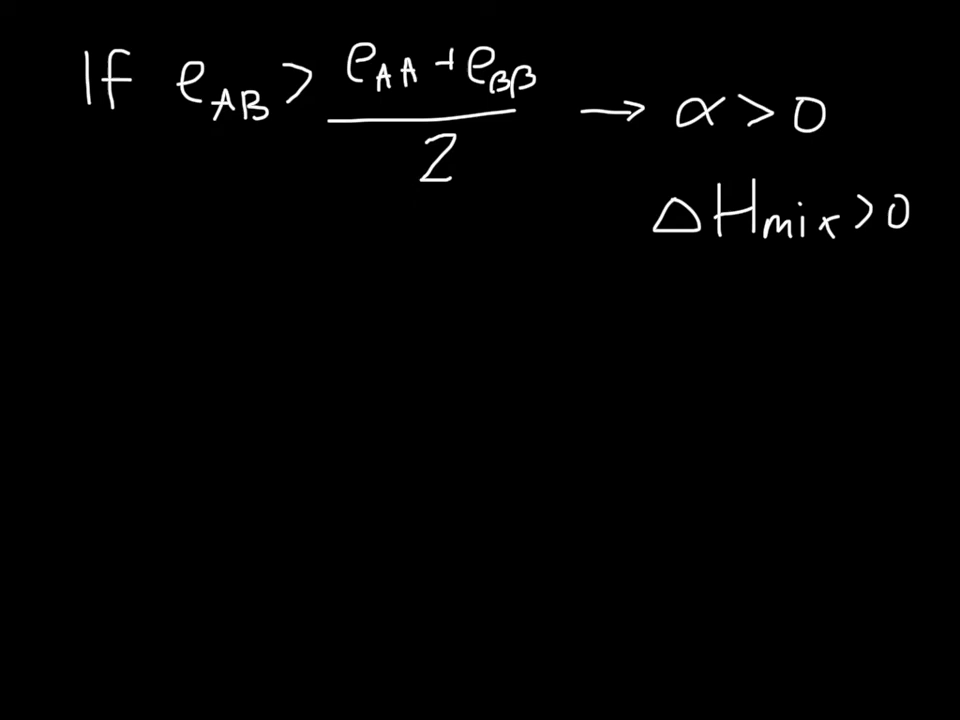 If e_AB > (e_AA + e_BB)/2 → α > 0
ΔH_mix > 0